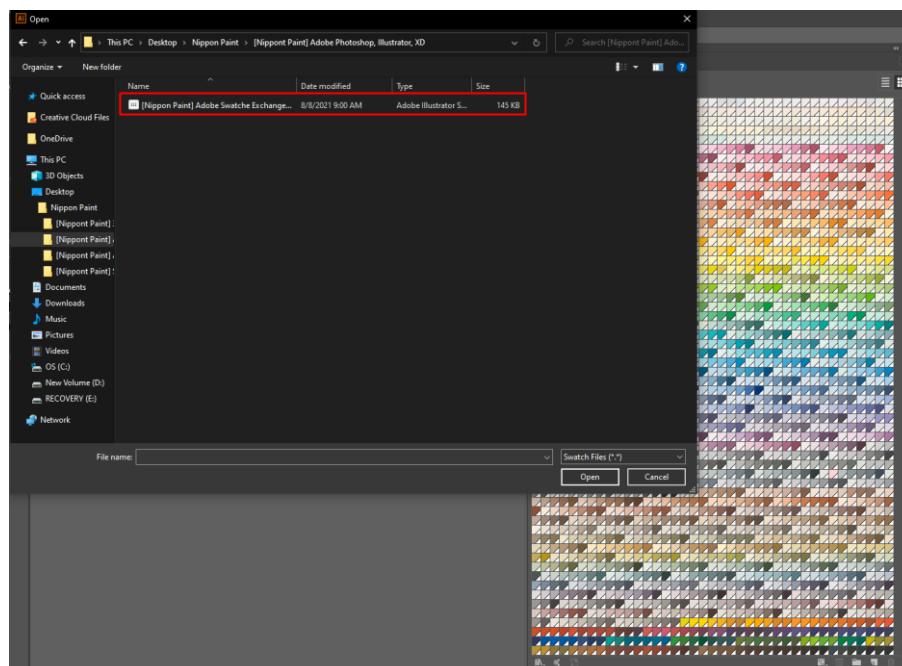 Ai Open
This PC › Desktop › Nippon Paint › [Nippont Paint] Adobe Photoshop, Illustrator, XD
Search [Nippont Paint] Ado...
Organize
New folder
Name
Date modified
Type
Size
[Nippon Paint] Adobe Swatche Exchange...
8/8/2021 9:00 AM
Adobe Illustrator S...
145 KB
Quick access
Creative Cloud Files
OneDrive
This PC
3D Objects
Desktop
Nippon Paint
[Nippont Paint]
[Nippont Paint]
[Nippont Paint]
[Nippont Paint]
Documents
Downloads
Music
Pictures
Videos
OS (C:)
New Volume (D:)
RECOVERY (E:)
Network
File name:
Swatch Files (*.*)
Open
Cancel